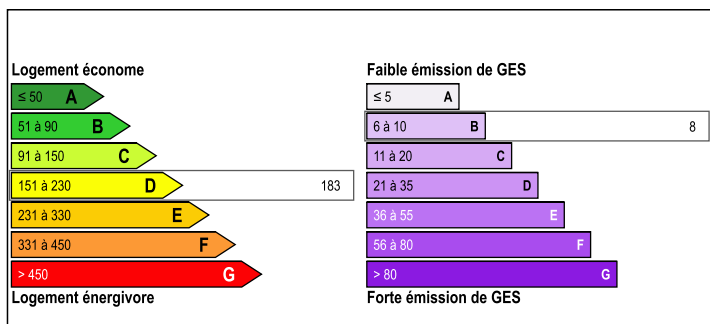 Logement économe
≤ 50 A
51 à 90 B
91 à 150 C
151 à 230 D 183
231 à 330 E
331 à 450 F
> 450 G
Logement énergivore
Faible émission de GES
≤ 5 A
6 à 10 B 8
11 à 20 C
21 à 35 D
36 à 55 E
56 à 80 F
> 80 G
Forte émission de GES